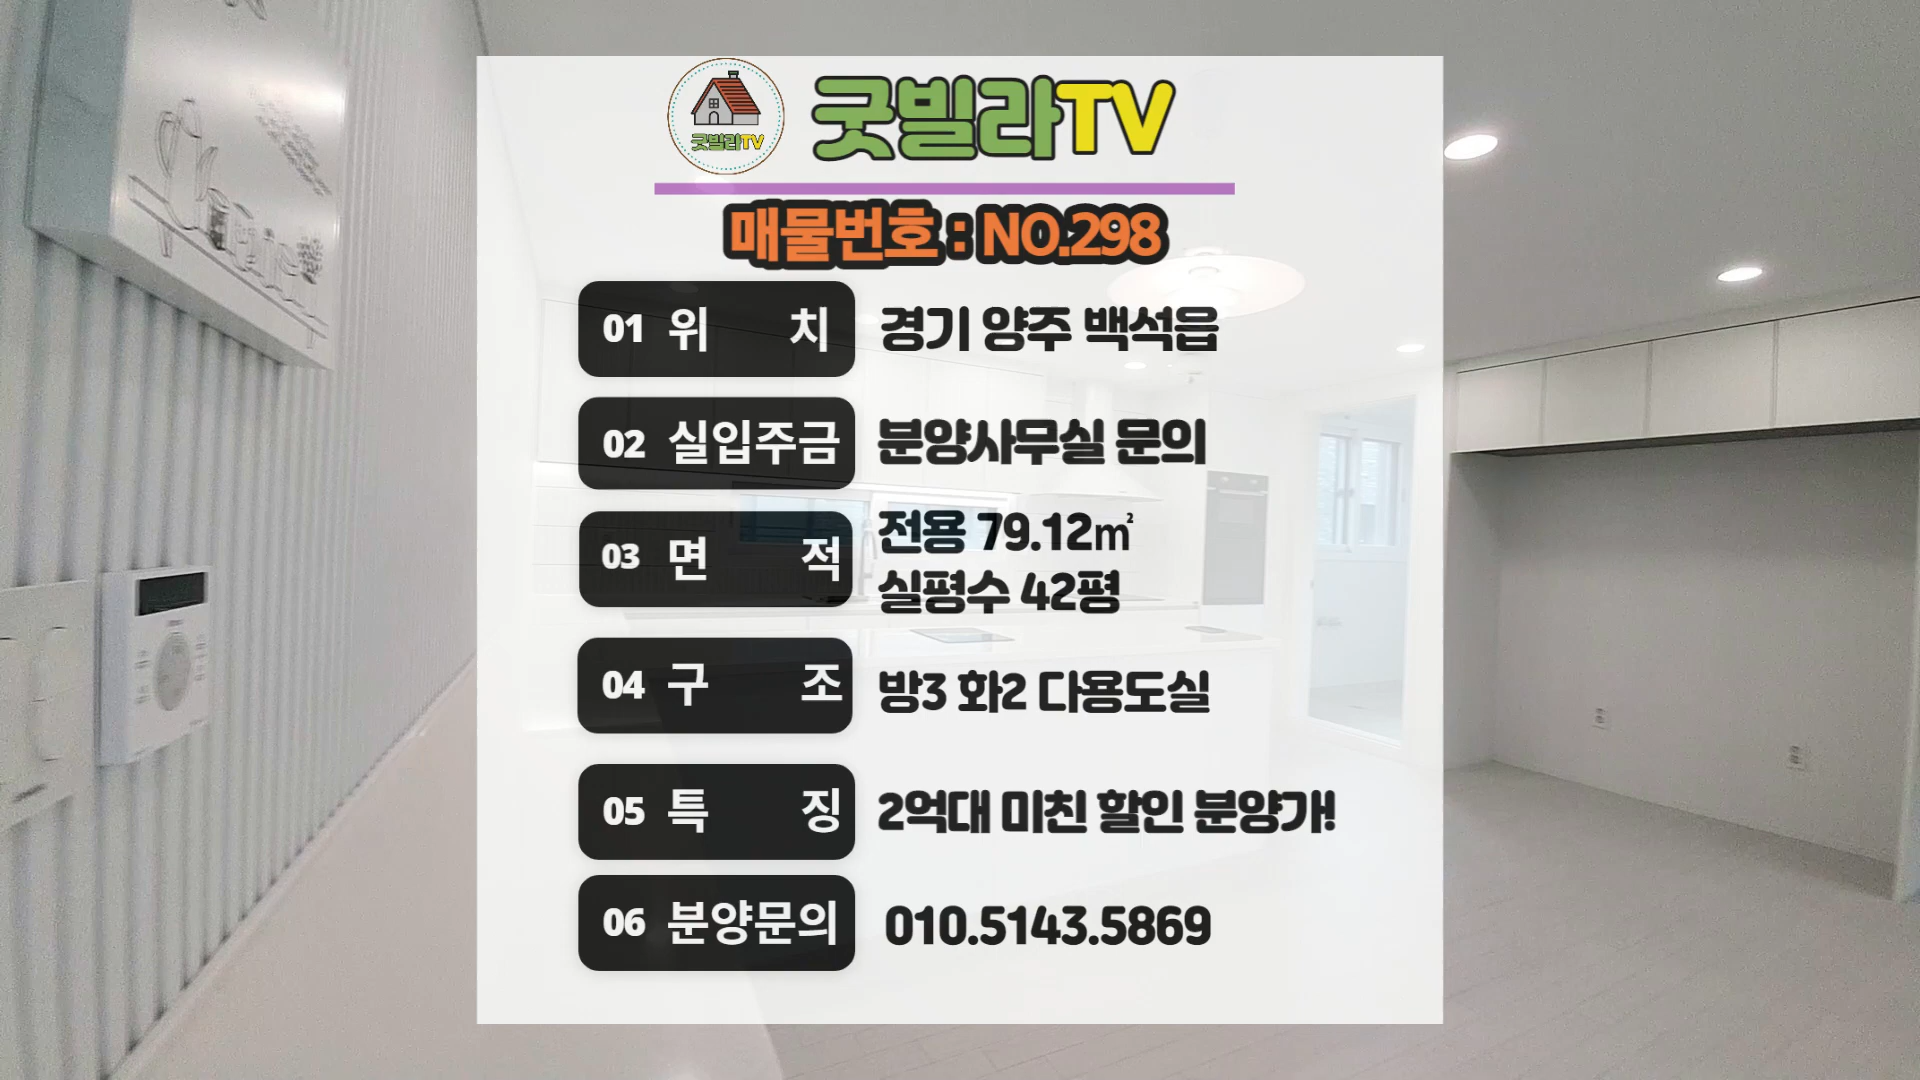 굿빌라TV
굿빌라TV
매물번호 : NO.298
01 위 치 경기 양주 백석읍
02 실입주금 분양사무실 문의
03 면 적 전용 79.12㎡
실평수 42평
04 구 조 방3 화2 다용도실
05 특 징 2억대 미친 할인 분양가!
06 분양문의 010.5143.5869